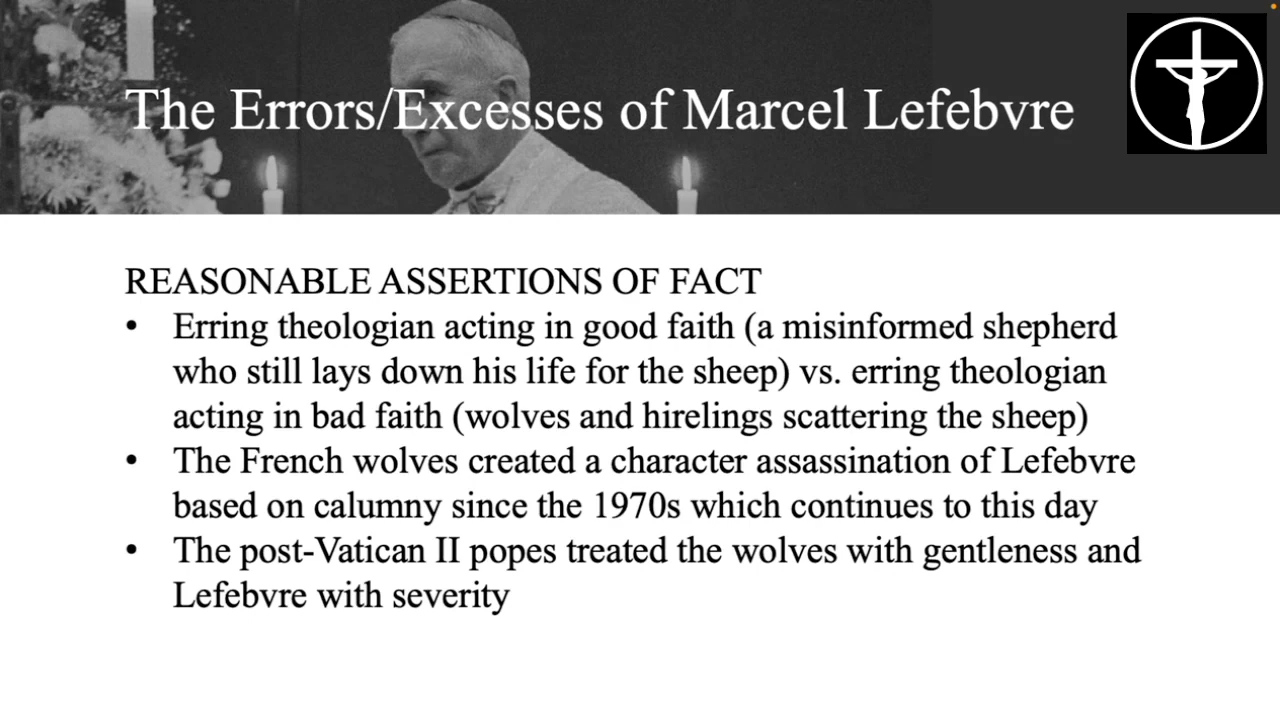 The Errors/Excesses of Marcel Lefebvre
REASONABLE ASSERTIONS OF FACT
• Erring theologian acting in good faith (a misinformed shepherd
who still lays down his life for the sheep) vs. erring theologian
acting in bad faith (wolves and hirelings scattering the sheep)
• The French wolves created a character assassination of Lefebvre
based on calumny since the 1970s which continues to this day
• The post-Vatican II popes treated the wolves with gentleness and
Lefebvre with severity